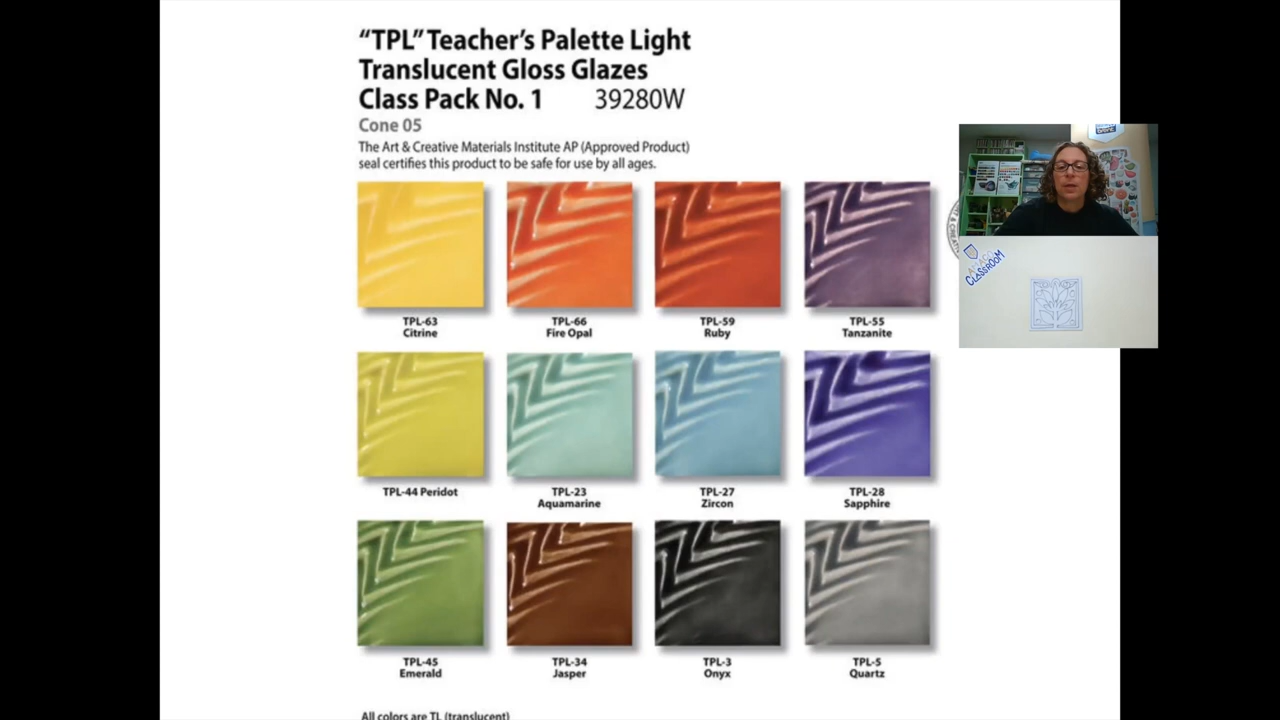 “TPL” Teacher’s Palette Light
Translucent Gloss Glazes
Class Pack No. 1 39280W
Cone 05
The Art & Creative Materials Institute AP (Approved Product)
seal certifies this product to be safe for use by all ages.
TPL-63
Citrine
TPL-66
Fire Opal
TPL-59
Ruby
TPL-55
Tanzanite
TPL-44 Peridot
TPL-23
Aquamarine
TPL-27
Zircon
TPL-28
Sapphire
TPL-45
Emerald
TPL-34
Jasper
TPL-3
Onyx
TPL-5
Quartz
All colors are TL (translucent)
AMACO
CLASSROOM